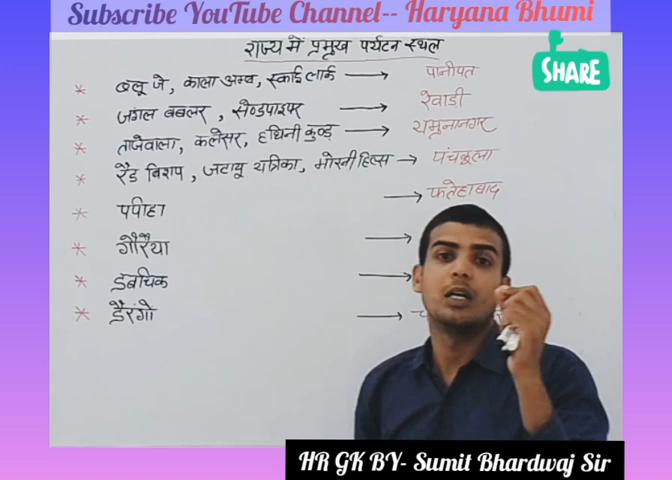 Subscribe YouTube Channel-- Haryana Bhumi
राज्य में प्रमुख पर्यटन स्थल
SHARE
* ब्लू जे, काला अम्ब, स्काई लार्क → पानीपत
* जंगल बबलर, सैण्डपाइपर → रेवाडी
* ताजेवाला, कलेसर, हथिनी कुण्ड → यमुनानगर
* रैड बिशप, जटायु यात्रिका, मोरनी हिल्स → पंचकूला
* पपीहा → फतेहाबाद
* गौरैया →
* डबचिक →
* डैरंगो →
HR GK BY- Sumit Bhardwaj Sir